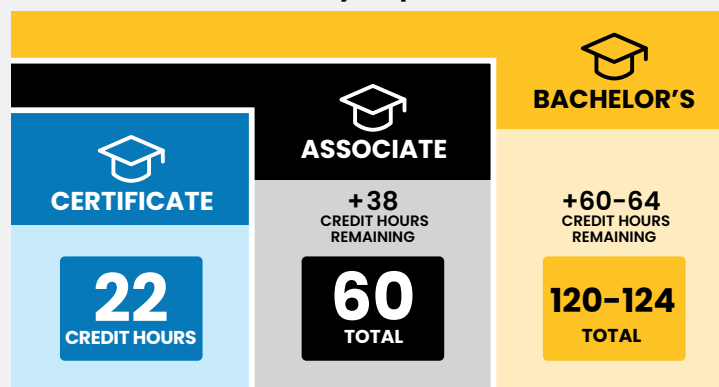 BACHELOR'S
ASSOCIATE
CERTIFICATE
+38
CREDIT HOURS
REMAINING
+60-64
CREDIT HOURS
REMAINING
22
CREDIT HOURS
60
TOTAL
120-124
TOTAL